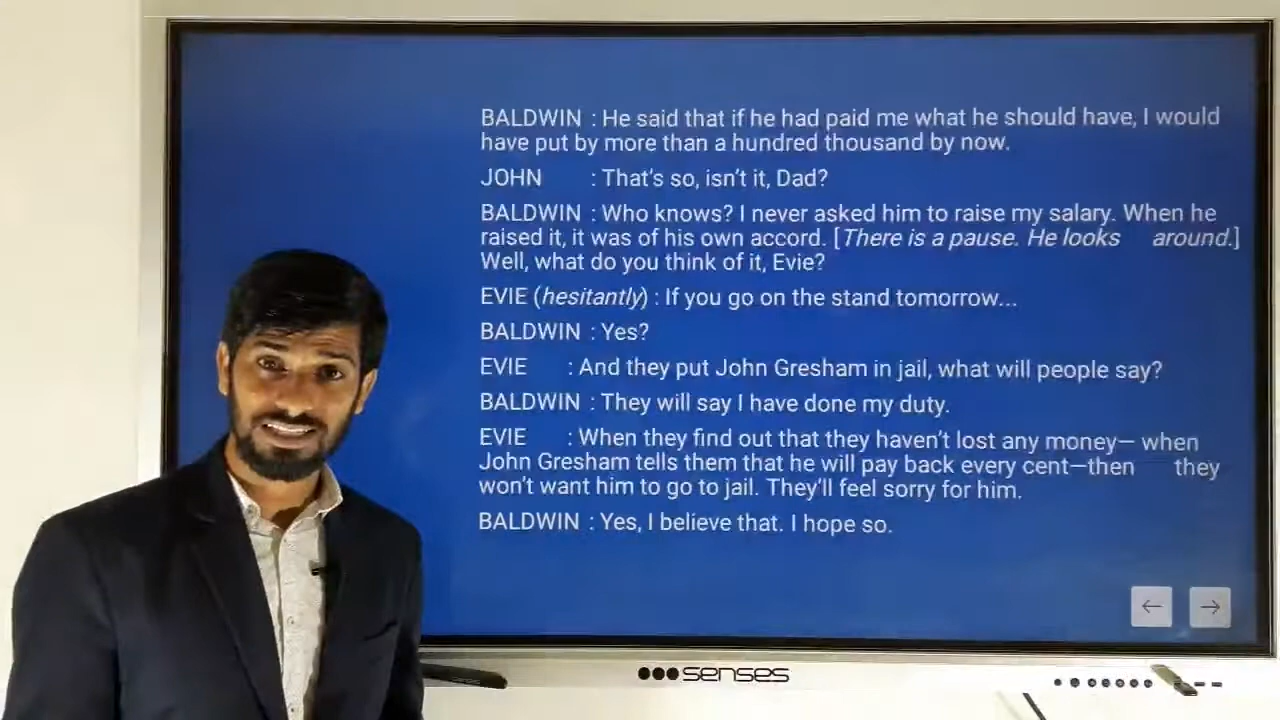 BALDWIN : He said that if he had paid me what he should have, I would
have put by more than a hundred thousand by now.
JOHN : That's so, isn't it, Dad?
BALDWIN : Who knows? I never asked him to raise my salary. When he
raised it, it was of his own accord. [There is a pause. He looks around.]
Well, what do you think of it, Evie?
EVIE (hesitantly) : If you go on the stand tomorrow...
BALDWIN : Yes?
EVIE : And they put John Gresham in jail, what will people say?
BALDWIN : They will say I have done my duty.
EVIE : When they find out that they haven't lost any money— when
John Gresham tells them that he will pay back every cent—then they
won't want him to go to jail. They'll feel sorry for him.
BALDWIN : Yes, I believe that. I hope so.
senses